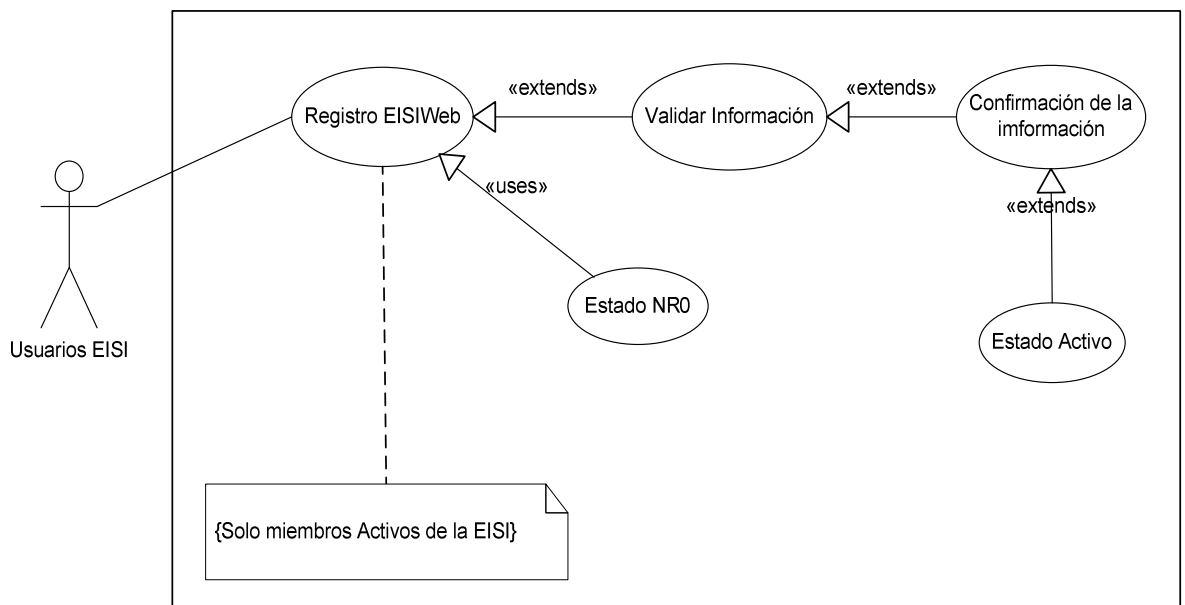 «extends»
«extends»
Registro EISIWeb
Validar Información
Confirmación de la
imformación
«uses»
«extends»
Estado NR0
Estado Activo
Usuarios EISI
{Solo miembros Activos de la EISI}